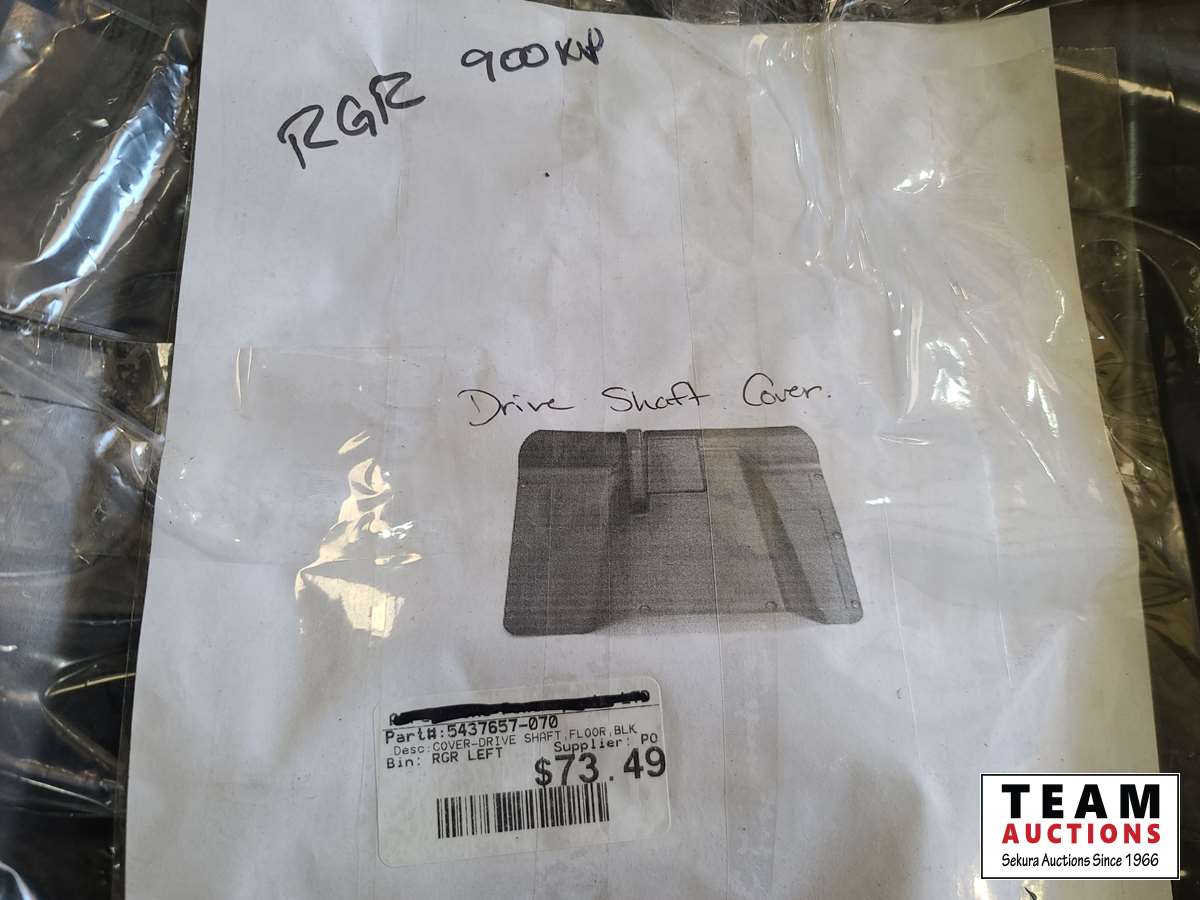 RGR 900XP
Drive Shaft Cover.
Part#:5437657-070
Desc:COVER-DRIVE SHAFT,FLOOR,BLK
Supplier: PO
Bin: RGR LEFT
$73.49
TEAM
AUCTIONS
Sekura Auctions Since 1966